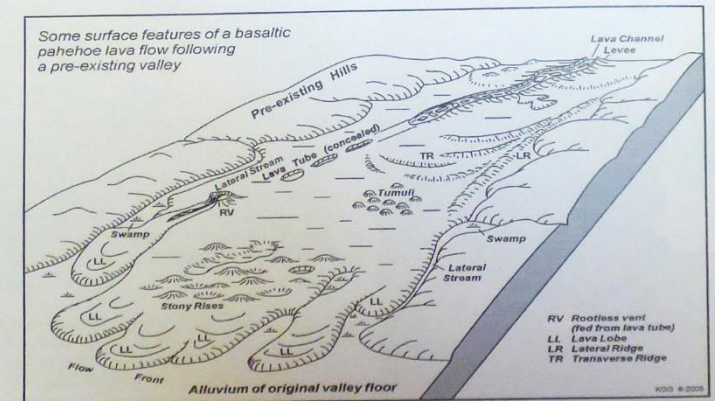 Some surface features of a basaltic
pahehoe lava flow following
a pre-existing valley
Lava Channel
Levee
Pre-existing Hills
Lateral Stream
Lava Tube (concealed)
TR
LR
RV
Tumuli
Swamp
Swamp
LL
Lateral
Stream
Stony Rises
LL
LL
LL
LL
LL
Flow
Front
Alluvium of original valley floor
RV Rootless vent
(fed from lava tube)
LL Lava Lobe
LR Lateral Ridge
TR Transverse Ridge